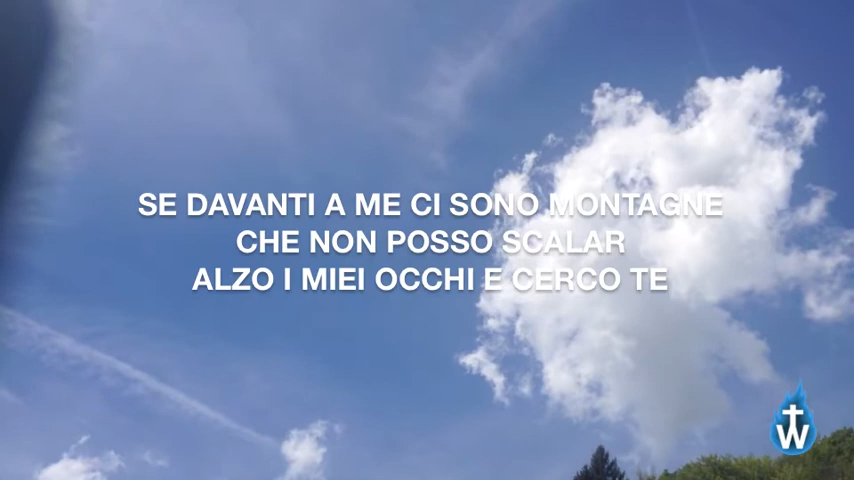 SE DAVANTI A ME CI SONO MONTAGNE
CHE NON POSSO SCALAR
ALZO I MIEI OCCHI E CERCO TE
W